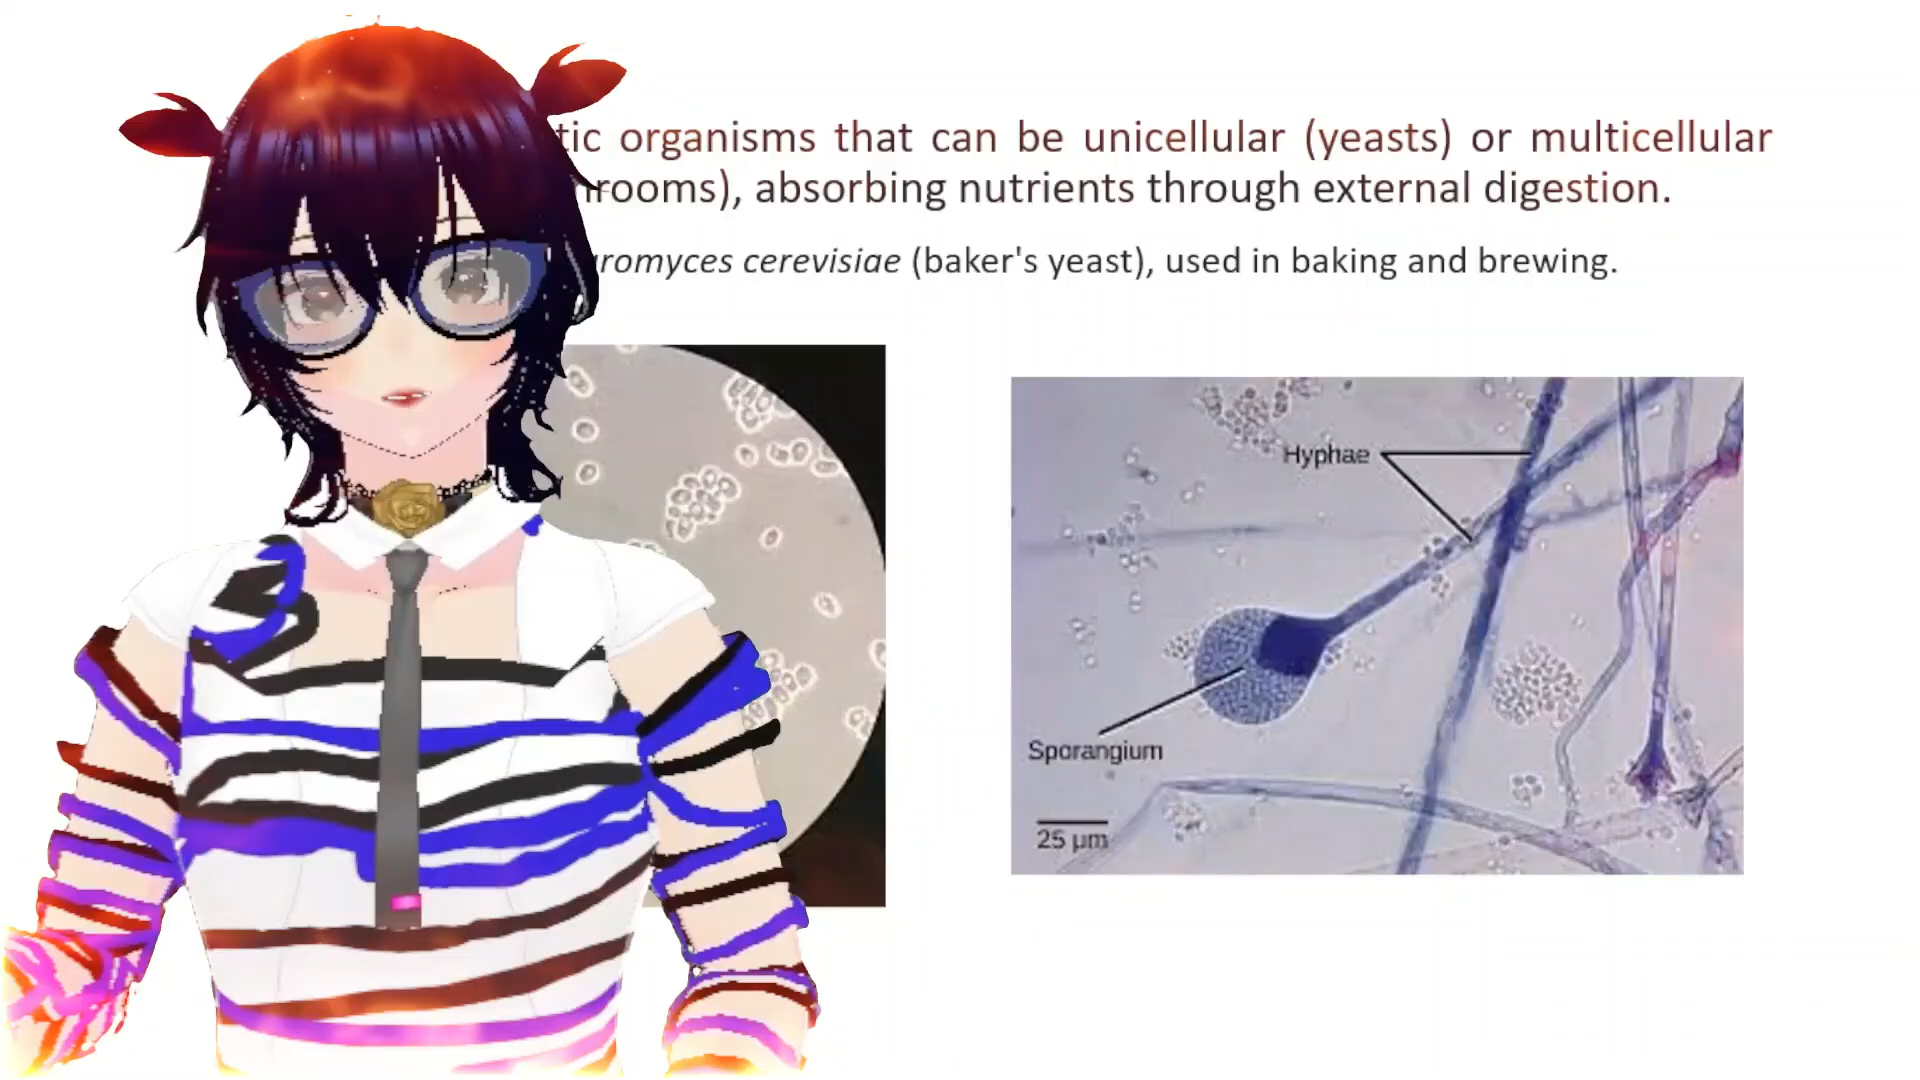 tic organisms that can be unicellular (yeasts) or multicellular
hrooms), absorbing nutrients through external digestion.
romyces cerevisiae (baker's yeast), used in baking and brewing.
Hyphae
Sporangium
25 µm